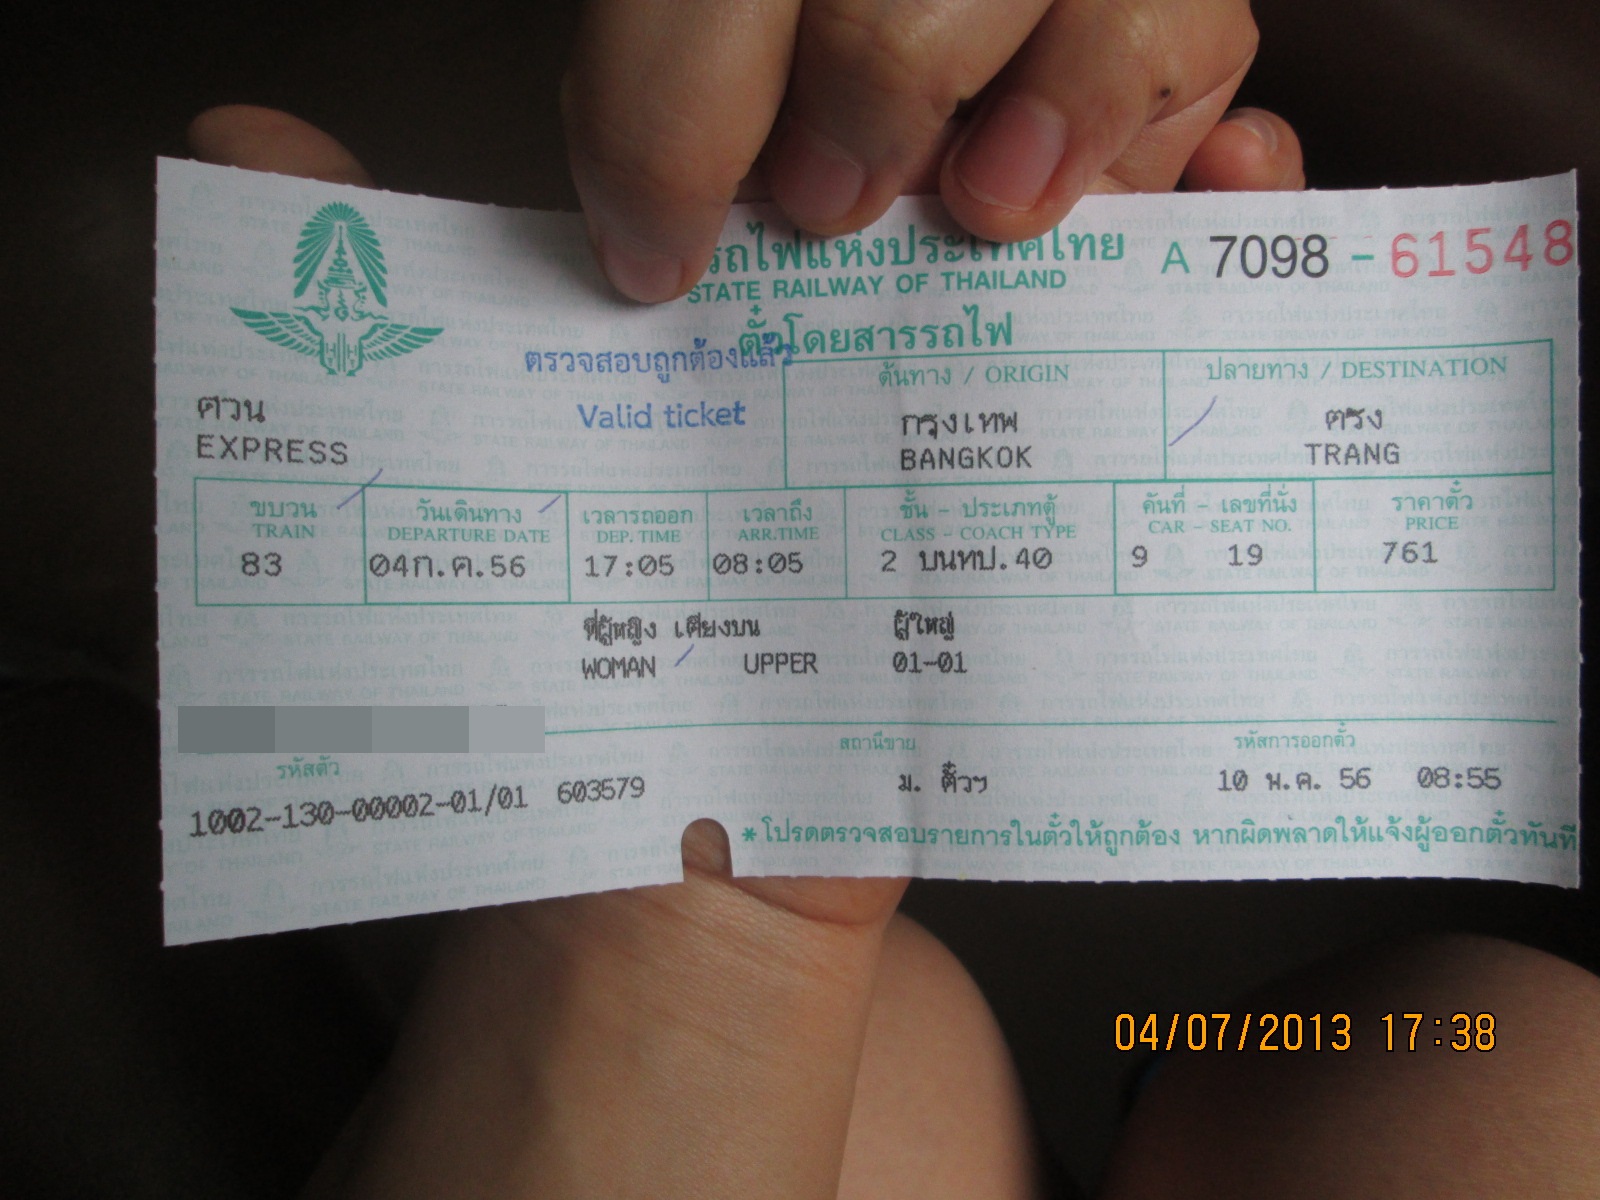 รถไฟแห่งประเทศไทย A 7098 - 61548
STATE RAILWAY OF THAILAND
ตั๋วโดยสารรถไฟ
ตรวจสอบถูกต้องแล้ว
Valid ticket
ต้นทาง / ORIGIN ปลายทาง / DESTINATION
ศวน กรุงเทพ ตรัง
EXPRESS BANGKOK TRANG
ขบวน วันเดินทาง เวลารถออก เวลาถึง ชั้น - ประเภทตู้ คันที่ - เลขที่นั่ง ราคาตั๋ว
TRAIN DEPARTURE DATE DEP. TIME ARR.TIME CLASS - COACH TYPE CAR - SEAT NO. PRICE
83 04ก.ค.56 17:05 08:05 2 บนทป.40 9 19 761
ที่ผู้หญิง เตียงบน ผู้ใหญ่
WOMAN UPPER 01-01
รหัสตั๋ว สถานีขาย รหัสการออกตั๋ว
1002-130-00002-01/01 603579 ม. ตั๋วฯ 10 พ.ค. 56 08:55
*โปรดตรวจสอบรายการในตั๋วให้ถูกต้อง หากผิดพลาดให้แจ้งผู้ออกตั๋วทันที
04/07/2013 17:38